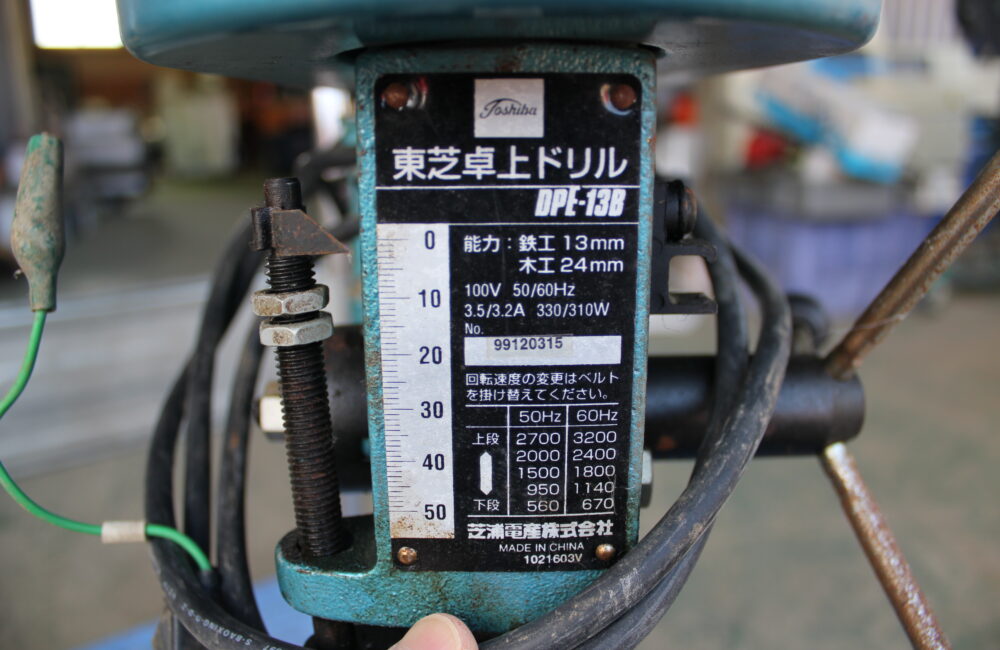 Toshiba
東芝卓上ドリル
DPE-13B
0
10
20
30
40
50
能力：鉄工 13mm
木工 24mm
100V 50/60Hz
3.5/3.2A 330/310W
No.
99120315
回転速度の変更はベルト
を掛け替えてください。
50Hz 60Hz
上段 2700 3200
2000 2400
1500 1800
950 1140
下段 560 670
芝浦電産株式会社
MADE IN CHINA
1021603V